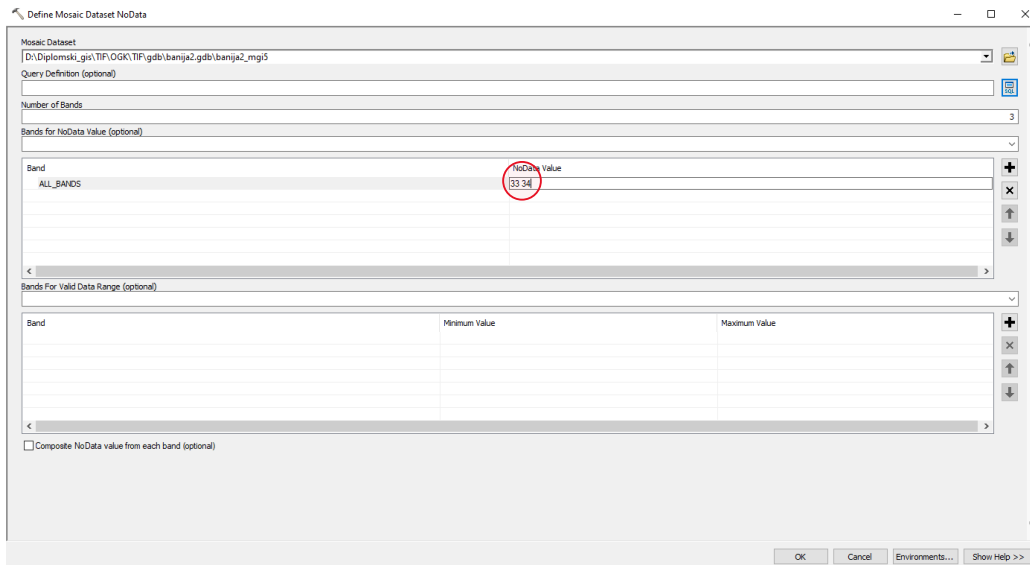 Define Mosaic Dataset NoData
Mosaic Dataset
D:\Diplomski_gis\TIF\OGK\TIF\gdb\banija2.gdb\banija2_mgi5
Query Definition (optional)
SQL
Number of Bands
3
Bands for NoData Value (optional)
Band NoData Value
ALL_BANDS 33 34
Bands For Valid Data Range (optional)
Band Minimum Value Maximum Value
Composite NoData value from each band (optional)
OK Cancel Environments... Show Help >>